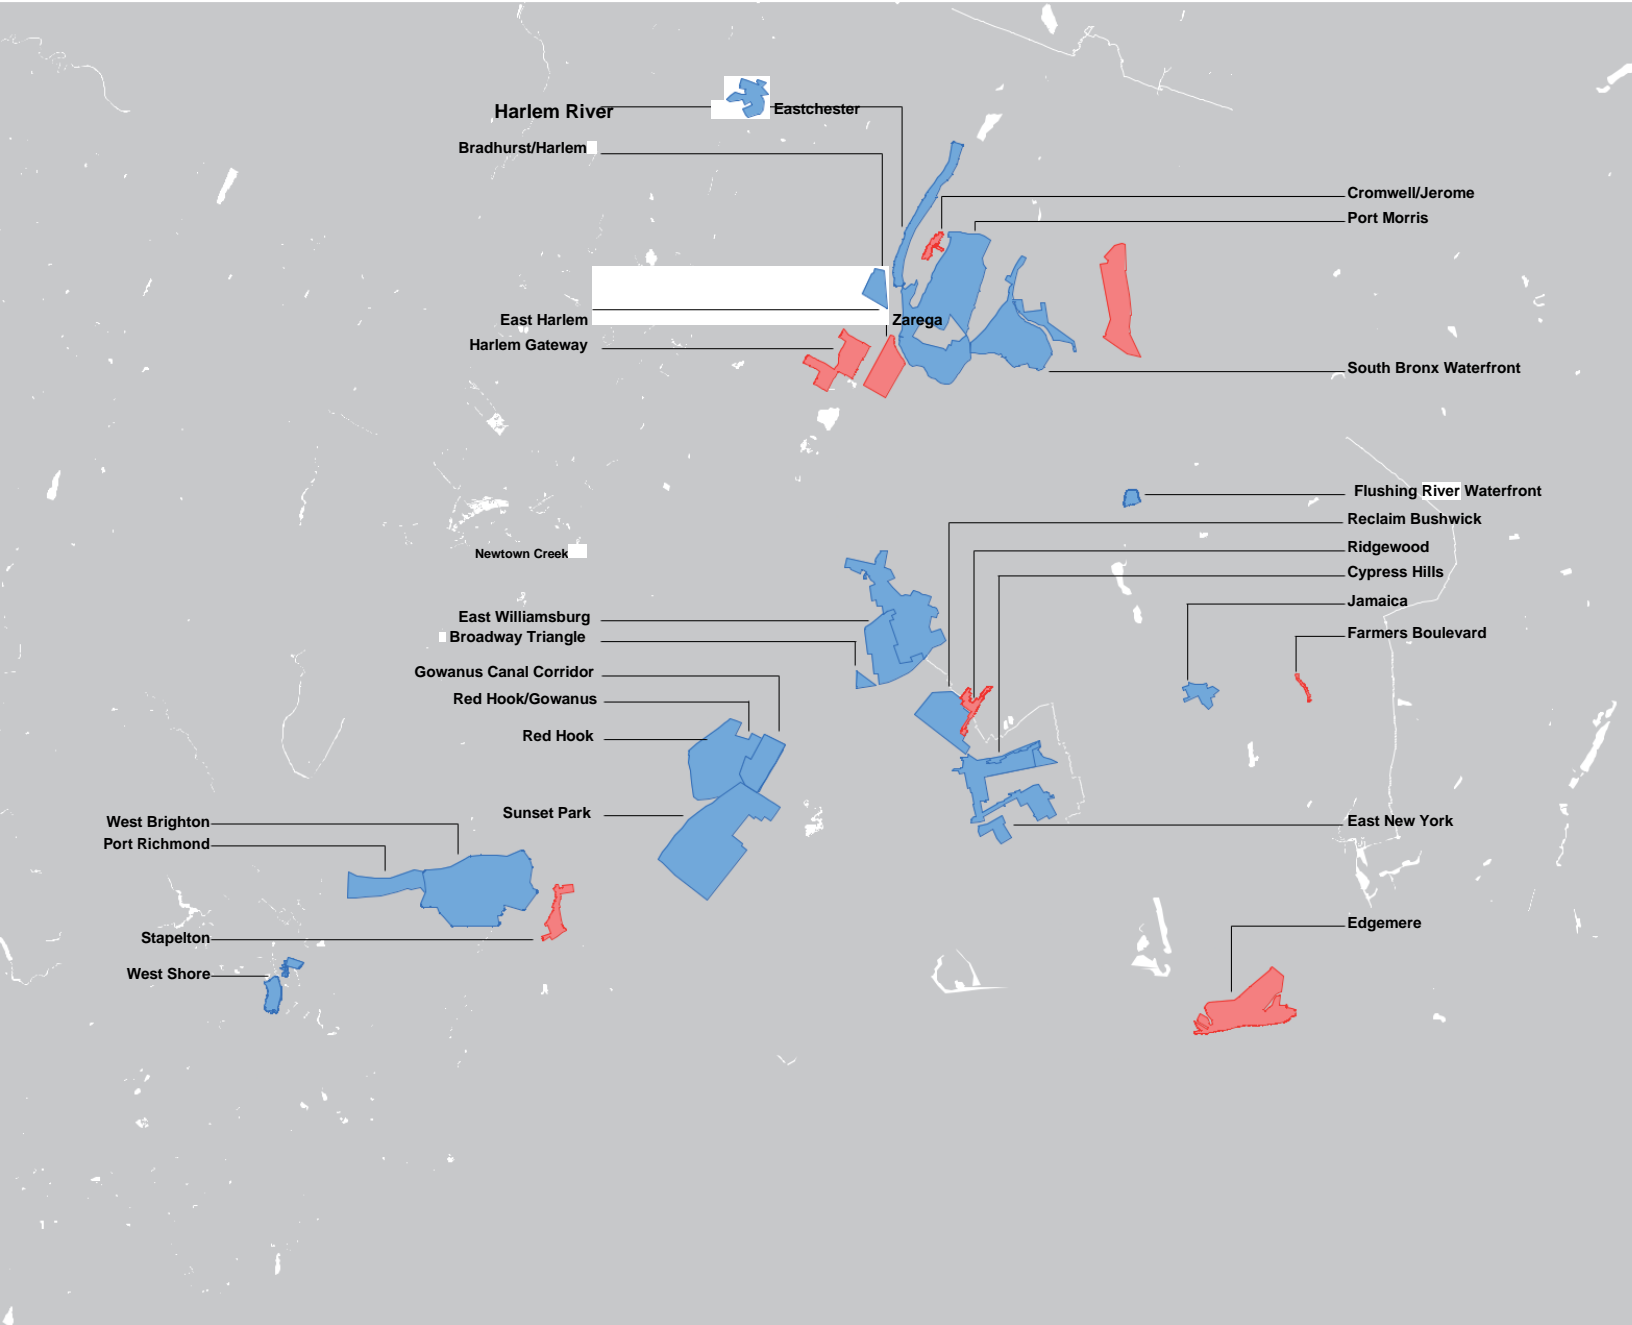 Harlem River
Eastchester
Bradhurst/Harlem
Cromwell/Jerome
Port Morris
East Harlem
Zarega
Harlem Gateway
South Bronx Waterfront
Flushing River Waterfront
Reclaim Bushwick
Ridgewood
Newtown Creek
Cypress Hills
Jamaica
East Williamsburg
Farmers Boulevard
Broadway Triangle
Gowanus Canal Corridor
Red Hook/Gowanus
Red Hook
Sunset Park
West Brighton
East New York
Port Richmond
Edgemere
Stapelton
West Shore